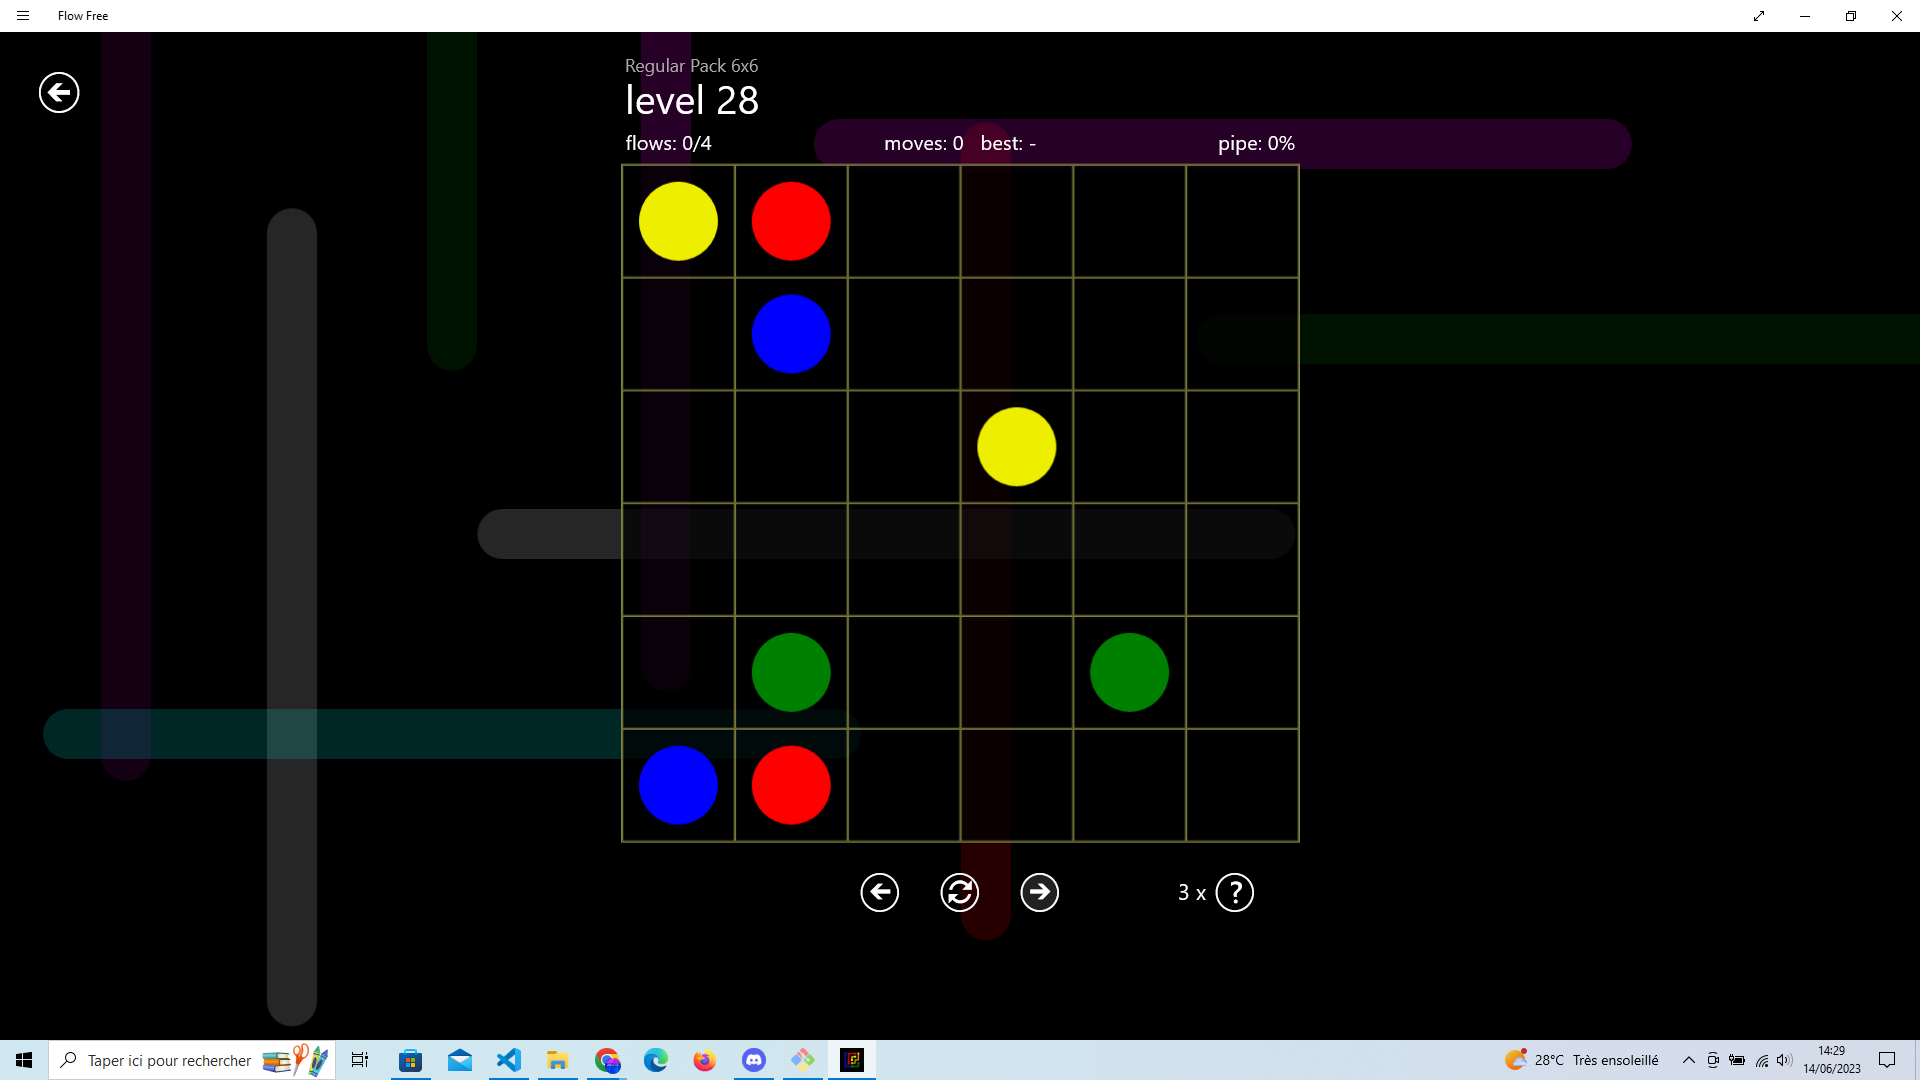 Flow Free
Regular Pack 6x6
level 28
flows: 0/4 moves: 0 best: - pipe: 0%
3 x ?
Taper ici pour rechercher
28°C Très ensoleillé
14:29
14/06/2023